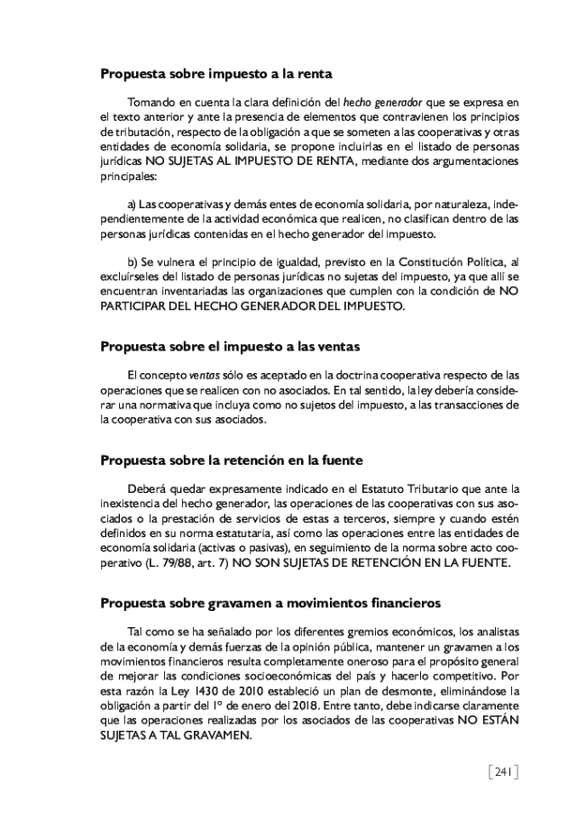 Propuesta sobre impuesto a la renta
Tomando en cuenta la clara definición del hecho generador que se expresa en
el texto anterior y ante la presencia de elementos que contravienen los principios
de tributación, respecto de la obligación a que se someten a las cooperativas y otras
entidades de economía solidaria, se propone incluirlas en el listado de personas
jurídicas NO SUJETAS AL IMPUESTO DE RENTA, mediante dos argumentaciones
principales:
a) Las cooperativas y demás entes de economía solidaria, por naturaleza, inde-
pendientemente de la actividad económica que realicen, no clasifican dentro de las
personas jurídicas contenidas en el hecho generador del impuesto.
b) Se vulnera el principio de igualdad, previsto en la Constitución Política, al
excluírseles del listado de personas jurídicas no sujetas del impuesto, ya que allí se
encuentran inventariadas las organizaciones que cumplen con la condición de NO
PARTICIPAR DEL HECHO GENERADOR DEL IMPUESTO.
Propuesta sobre el impuesto a las ventas
El concepto ventas sólo es aceptado en la doctrina cooperativa respecto de las
operaciones que se realicen con no asociados. En tal sentido, la ley debería conside-
rar una normativa que incluya como no sujetos del impuesto, a las transacciones de
la cooperativa con sus asociados.
Propuesta sobre la retención en la fuente
Deberá quedar expresamente indicado en el Estatuto Tributario que ante la
inexistencia del hecho generador, las operaciones de las cooperativas con sus aso-
ciados o la prestación de servicios de estas a terceros, siempre y cuando estén
definidos en su norma estatutaria, así como las operaciones entre las entidades de
economía solidaria (activas o pasivas), en seguimiento de la norma sobre acto coo-
perativo (L. 79/88, art. 7) NO SON SUJETAS DE RETENCIÓN EN LA FUENTE.
Propuesta sobre gravamen a movimientos financieros
Tal como se ha señalado por los diferentes gremios económicos, los analistas
de la economía y demás fuerzas de la opinión pública, mantener un gravamen a los
movimientos financieros resulta completamente oneroso para el propósito general
de mejorar las condiciones socioeconómicas del país y hacerlo competitivo. Por
esta razón la Ley 1430 de 2010 estableció un plan de desmonte, eliminándose la
obligación a partir del 1º de enero del 2018. Entre tanto, debe indicarse claramente
que las operaciones realizadas por los asociados de las cooperativas NO ESTÁN
SUJETAS A TAL GRAVAMEN.
[241]